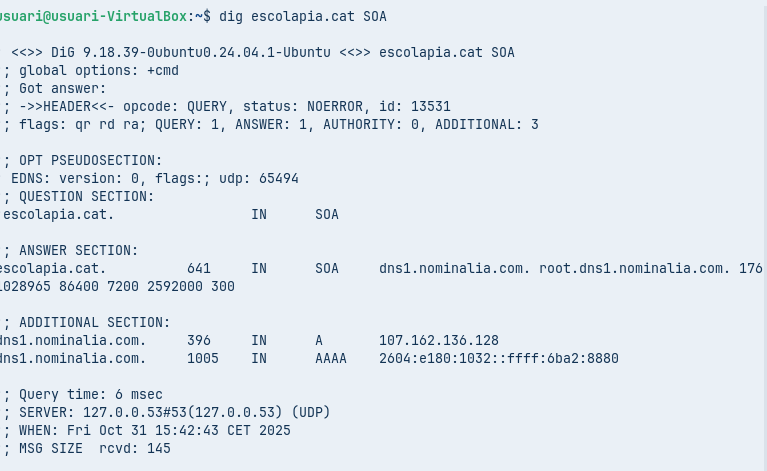 usuari@usuari-VirtualBox:~$ dig escolapia.cat SOA
<<>> DiG 9.18.39-0ubuntu0.24.04.1-Ubuntu <<>> escolapia.cat SOA
; global options: +cmd
; Got answer:
; ->>HEADER<<- opcode: QUERY, status: NOERROR, id: 13531
; flags: qr rd ra; QUERY: 1, ANSWER: 1, AUTHORITY: 0, ADDITIONAL: 3
; OPT PSEUDOSECTION:
EDNS: version: 0, flags:; udp: 65494
; QUESTION SECTION:
escolapia.cat. IN SOA
; ANSWER SECTION:
escolapia.cat. 641 IN SOA dns1.nominalia.com. root.dns1.nominalia.com. 176
1028965 86400 7200 2592000 300
; ADDITIONAL SECTION:
dns1.nominalia.com. 396 IN A 107.162.136.128
dns1.nominalia.com. 1005 IN AAAA 2604:e180:1032::ffff:6ba2:8880
; Query time: 6 msec
; SERVER: 127.0.0.53#53(127.0.0.53) (UDP)
; WHEN: Fri Oct 31 15:42:43 CET 2025
; MSG SIZE rcvd: 145